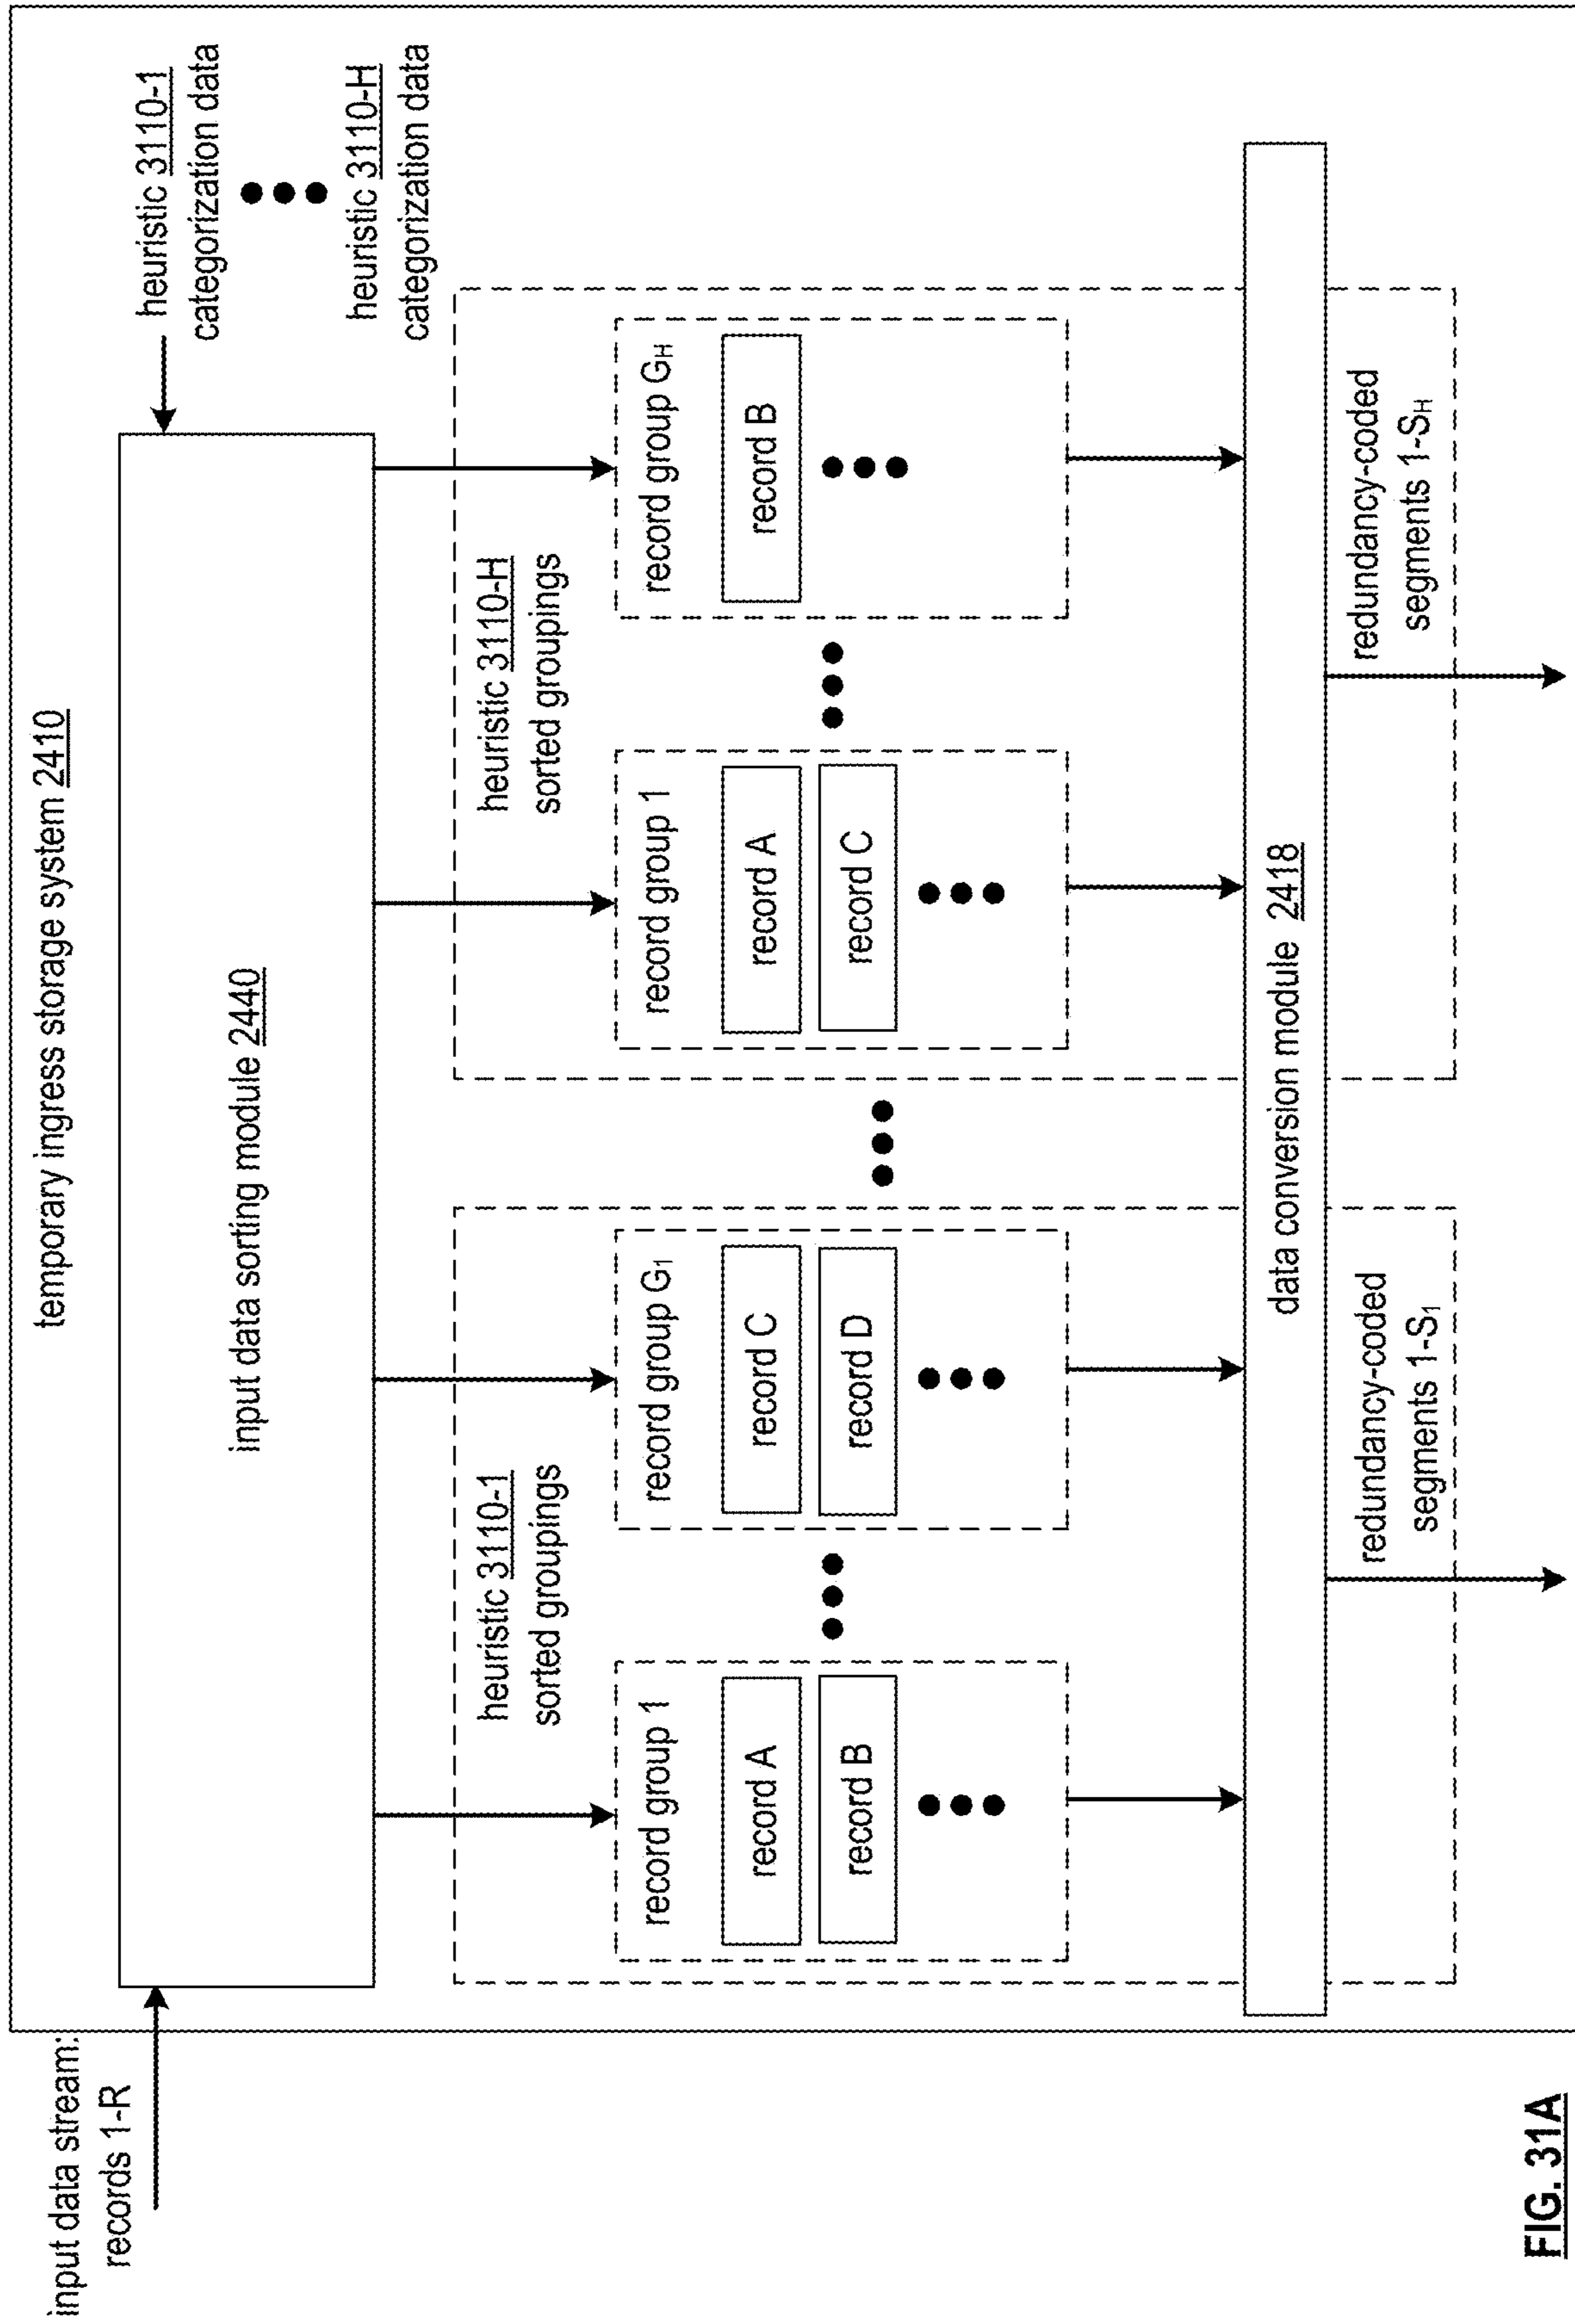 temporary ingress storage system 2410
input data stream:
records 1-R
input data sorting module 2440
heuristic 3110-1
categorization data
heuristic 3110-H
categorization data
heuristic 3110-1
sorted groupings
heuristic 3110-H
sorted groupings
record group 1
record A
record B
record group G1
record C
record D
record group 1
record A
record C
record group GH
record B
data conversion module 2418
redundancy-coded
segments 1-S1
redundancy-coded
segments 1-SH
FIG. 31A